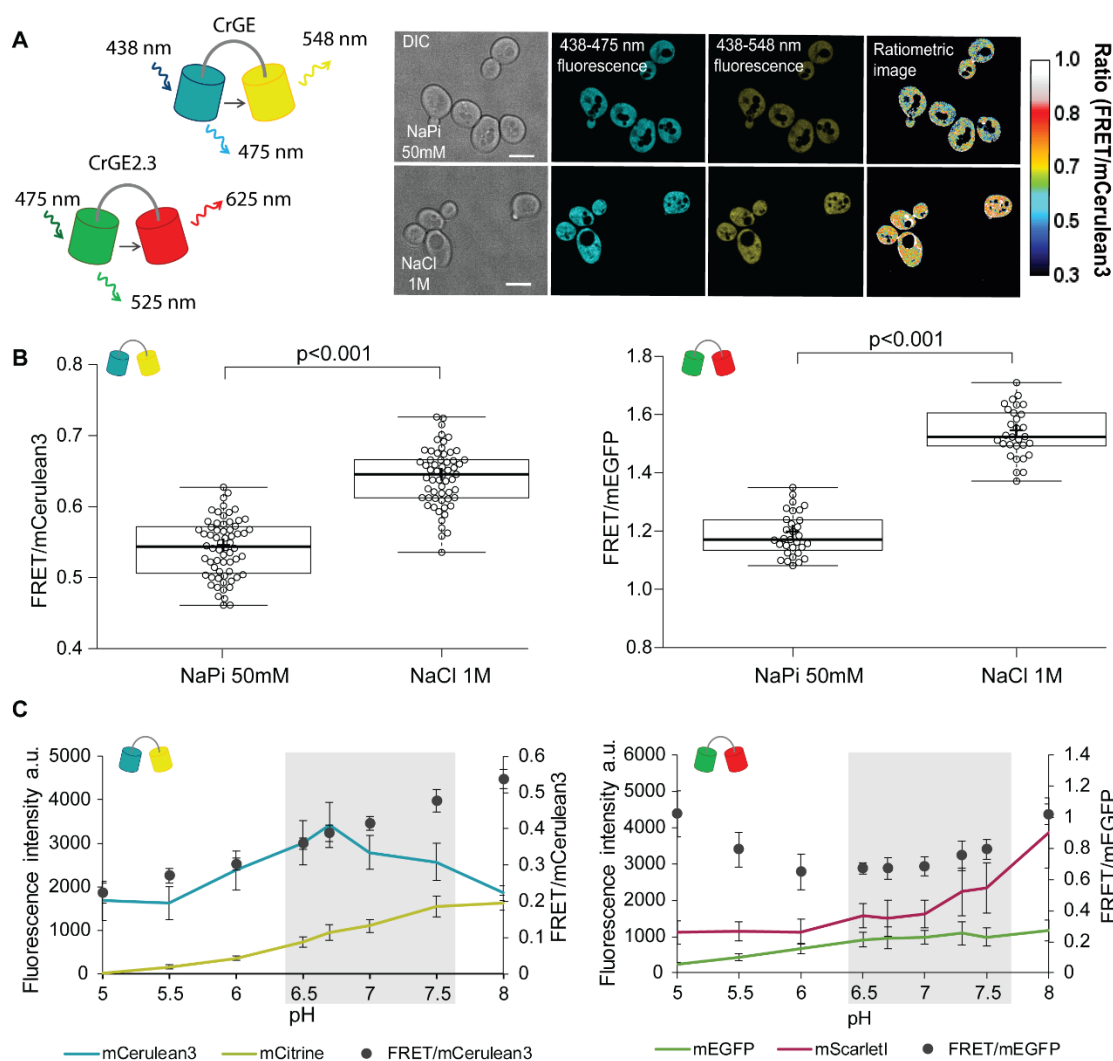 A
CrGE
438 nm
548 nm
475 nm
CrGE2.3
475 nm
625 nm
525 nm
DIC
NaPi
50mM
438-475 nm
fluorescence
438-548 nm
fluorescence
Ratiometric
image
NaCl
1M
1.0
0.9
0.8
0.7
0.6
0.5
0.4
0.3
Ratio (FRET/mCerulean3
B
p<0.001
0.8
0.7
0.6
0.5
0.4
FRET/mCerulean3
NaPi 50mM
NaCl 1M
p<0.001
1.8
1.6
1.4
1.2
1.0
0.8
FRET/mEGFP
NaPi 50mM
NaCl 1M
C
5000
4000
3000
2000
1000
0
Fluorescence intensity a.u.
0.6
0.5
0.4
0.3
0.2
0.1
0
FRET/mCerulean3
5 5.5 6 6.5 7 7.5 8
pH
mCerulean3 mCitrine FRET/mCerulean3
6000
5000
4000
3000
2000
1000
0
Fluorescence intensity a.u.
1.4
1.2
1
0.8
0.6
0.4
0.2
0
FRET/mEGFP
5 5.5 6 6.5 7 7.5 8
pH
mEGFP mScarletI FRET/mEGFP